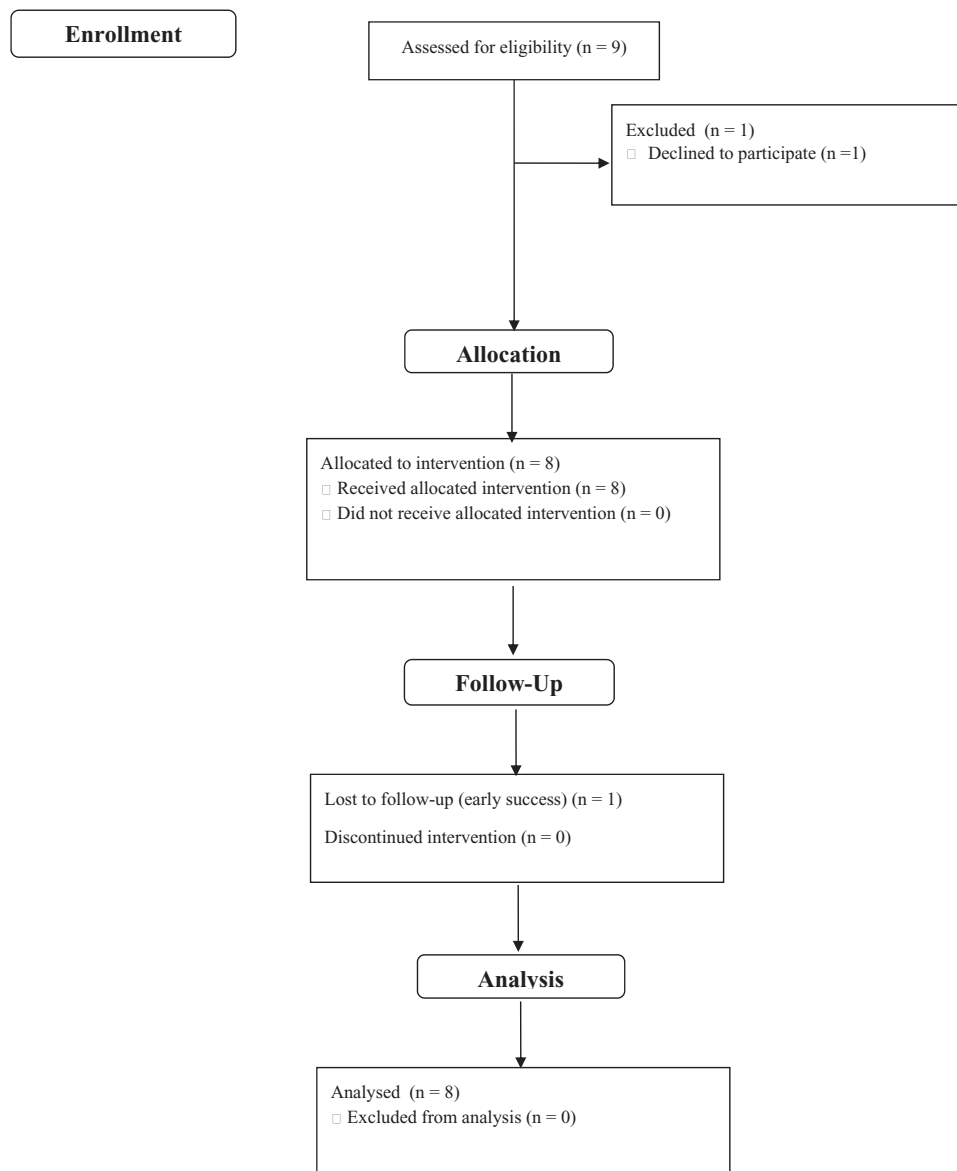 Enrollment
Assessed for eligibility (n = 9)
Excluded  (n = 1)
Declined to participate (n =1)
Allocation
Allocated to intervention (n = 8)
Received allocated intervention (n = 8)
Did not receive allocated intervention (n = 0)
Follow-Up
Lost to follow-up (early success) (n = 1)
Discontinued intervention (n = 0)
Analysis
Analysed  (n = 8)
Excluded from analysis (n = 0)